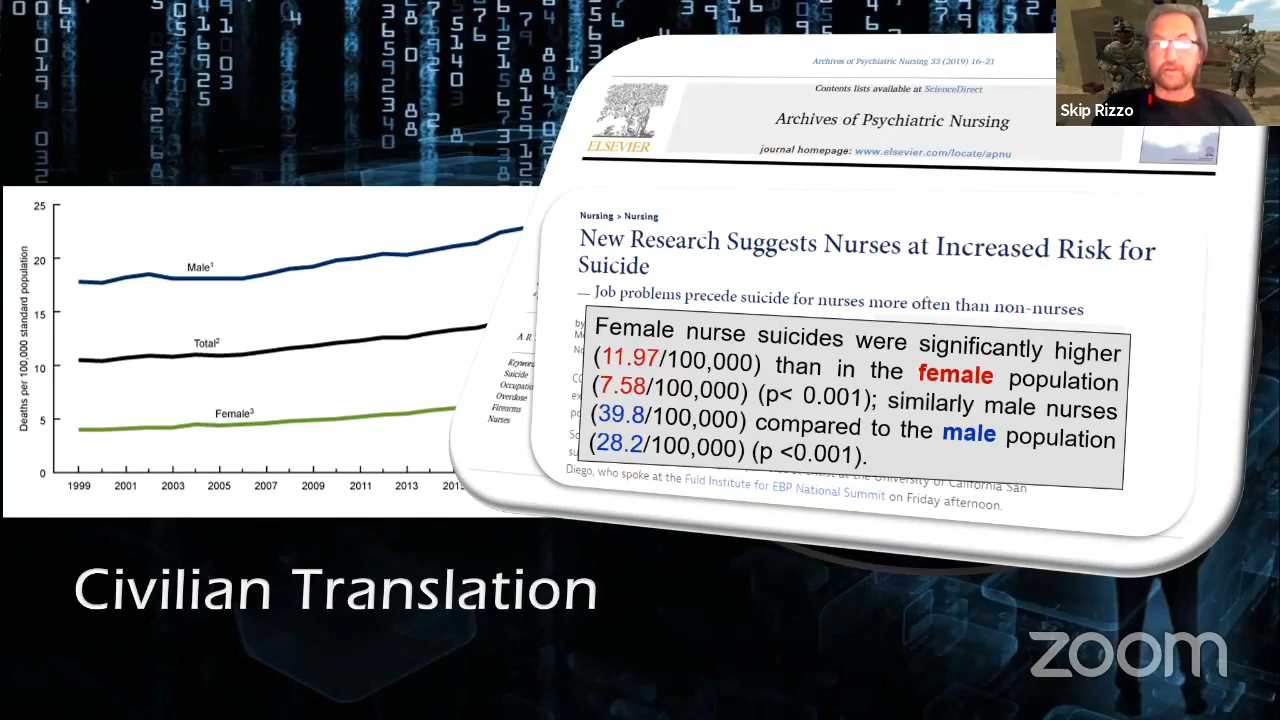 Archives of Psychiatric Nursing 33 (2019) 16–21
Contents lists available at ScienceDirect
ELSEVIER
Archives of Psychiatric Nursing
journal homepage: www.elsevier.com/locate/apnu
Skip Rizzo
Nursing > Nursing
New Research Suggests Nurses at Increased Risk for
Suicide
— Job problems precede suicide for nurses more often than non-nurses
Female nurse suicides were significantly higher
(11.97/100,000) than in the female population
(7.58/100,000) (p< 0.001); similarly male nurses
(39.8/100,000) compared to the male population
(28.2/100,000) (p <0.001).
University of California San
Diego, who spoke at the Fuld Institute for EBP National Summit on Friday afternoon.
Suicide
Overdose
Firearms
Nurses
Deaths per 100,000 standard population
25
20
15
10
5
0
Male¹
Total²
Female³
1999 2001 2003 2005 2007 2009 2011 2013
Civilian Translation
zoom